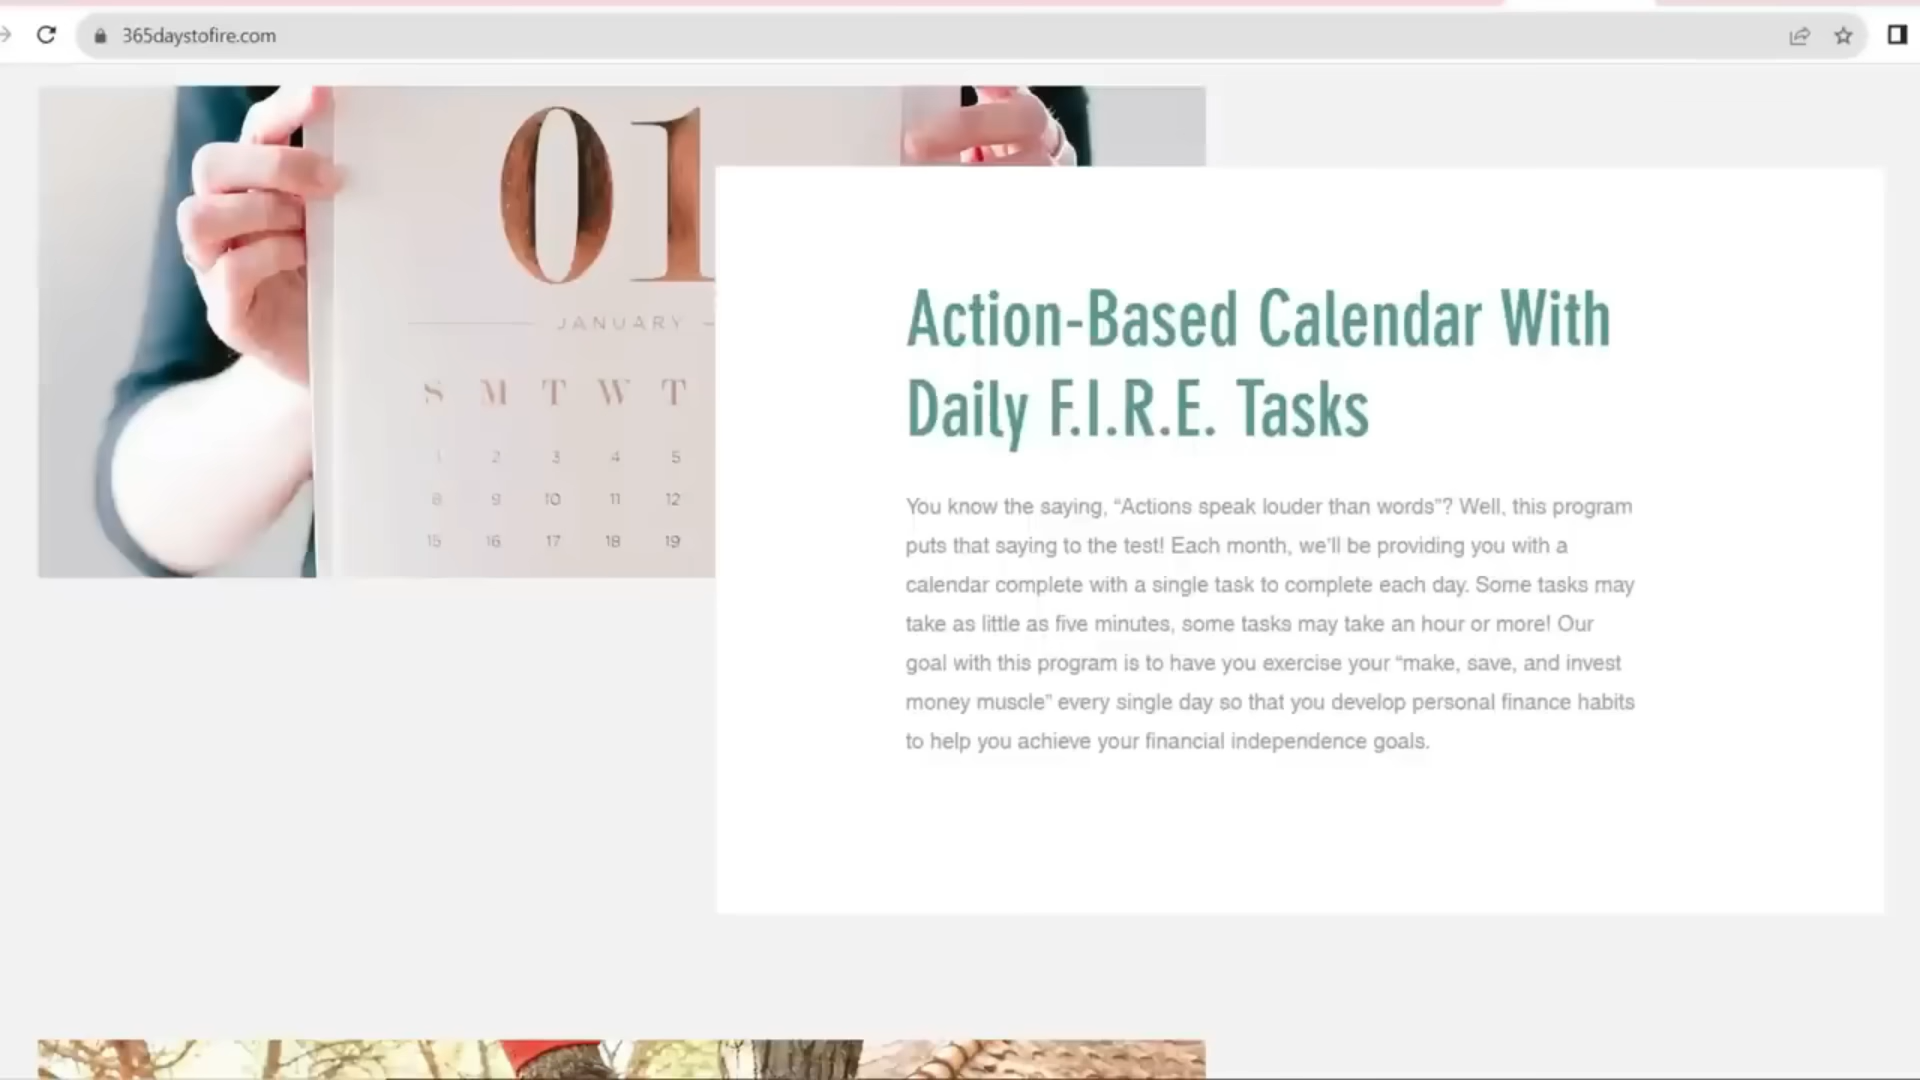 365daystofire.com
01
JANUARY
S M T W T
1 2 3 4 5
8 9 10 11 12
15 16 17 18 19
Action-Based Calendar With
Daily F.I.R.E. Tasks
You know the saying, “Actions speak louder than words”? Well, this program
puts that saying to the test! Each month, we’ll be providing you with a
calendar complete with a single task to complete each day. Some tasks may
take as little as five minutes, some tasks may take an hour or more! Our
goal with this program is to have you exercise your “make, save, and invest
money muscle” every single day so that you develop personal finance habits
to help you achieve your financial independence goals.